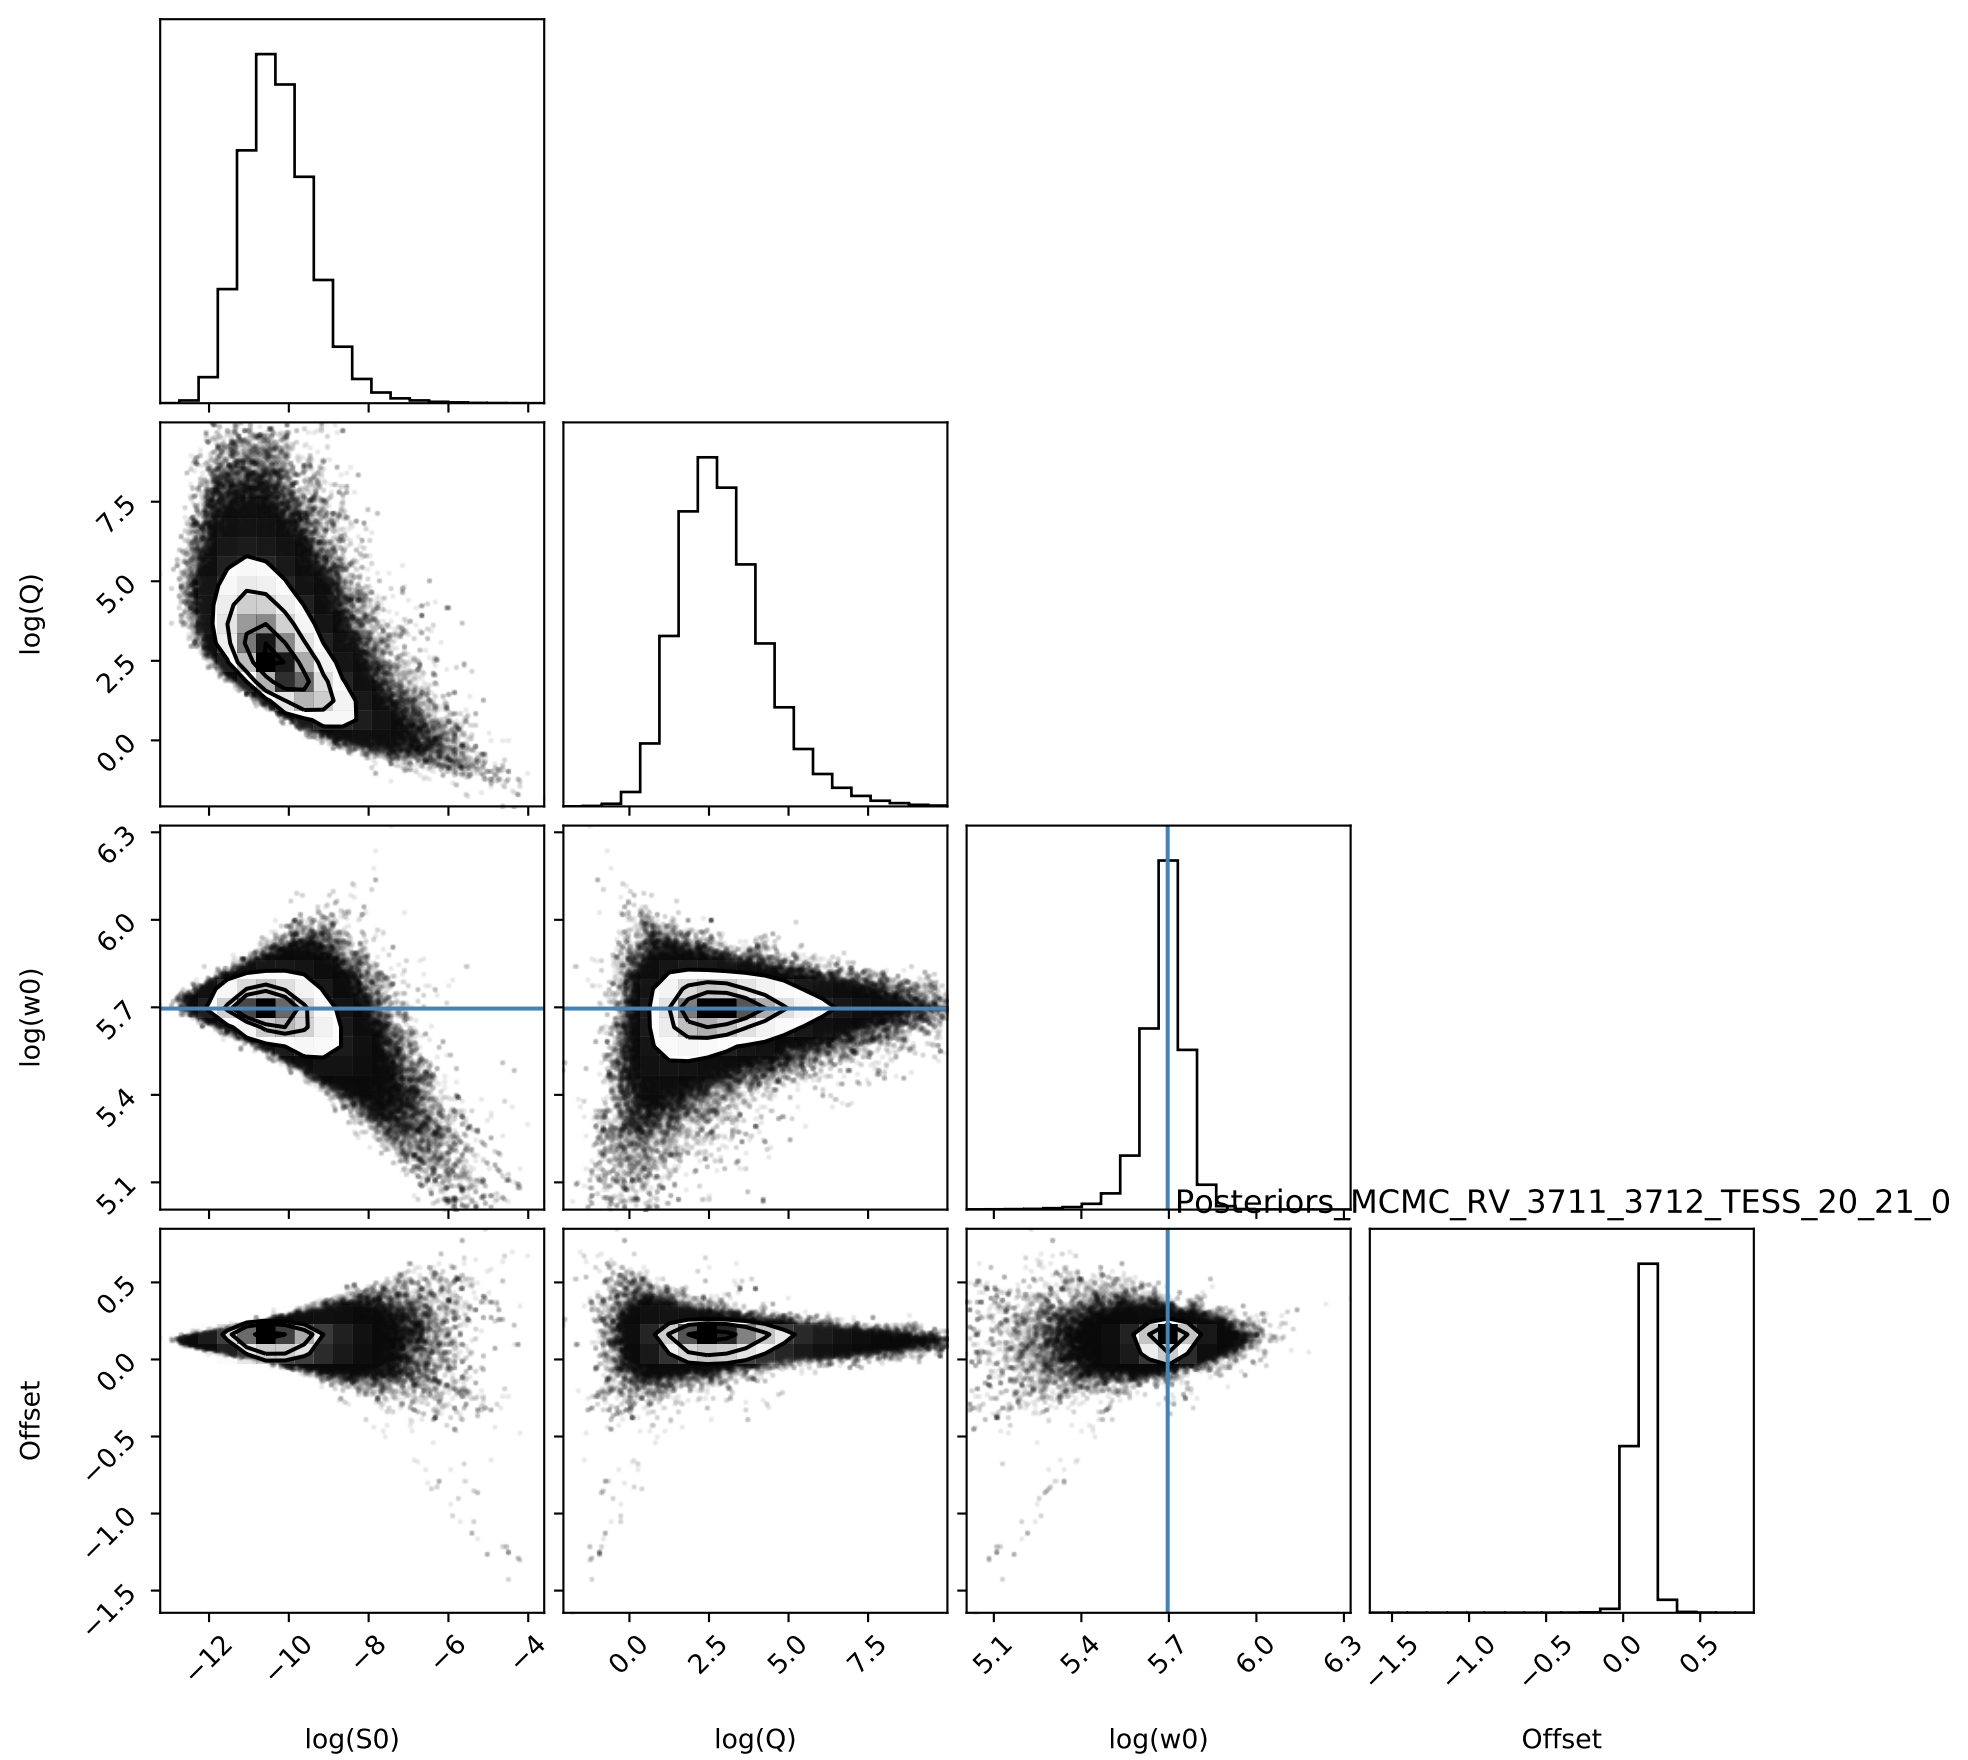 7.5
5.0
2.5
0.0
log(Q)
6.3
6.0
5.7
5.4
5.1
log(w0)
Posteriors_MCMC_RV_3711_3712_TESS_20_21_0
0.5
0.0
−0.5
−1.0
−1.5
Offset
−12 −10 −8 −6 −4
0.0 2.5 5.0 7.5
5.1 5.4 5.7 6.0 6.3
−1.5 −1.0 −0.5 0.0 0.5
log(S0) log(Q) log(w0) Offset